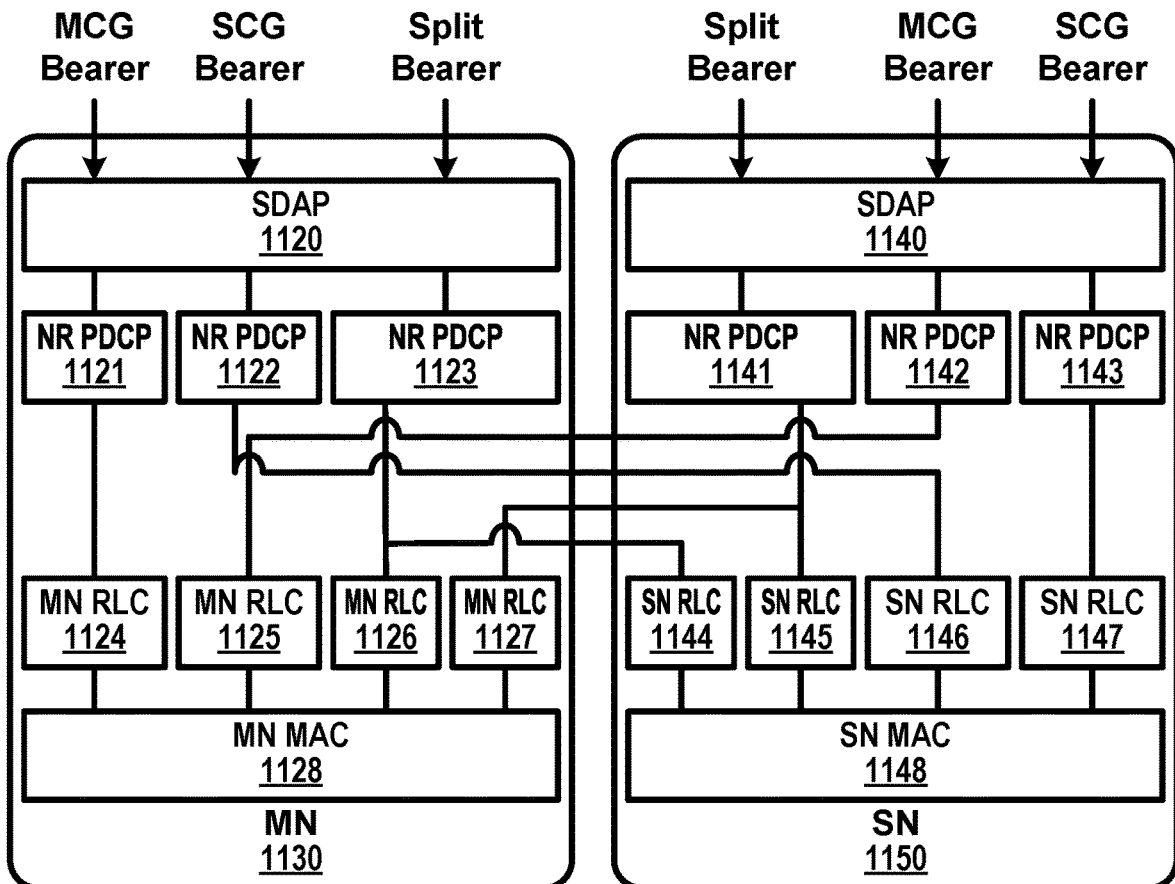 MCG Bearer
SCG Bearer
Split Bearer
Split Bearer
MCG Bearer
SCG Bearer
SDAP
1120
SDAP
1140
NR PDCP
1121
NR PDCP
1122
NR PDCP
1123
NR PDCP
1141
NR PDCP
1142
NR PDCP
1143
MN RLC
1124
MN RLC
1125
MN RLC
1126
MN RLC
1127
SN RLC
1144
SN RLC
1145
SN RLC
1146
SN RLC
1147
MN MAC
1128
SN MAC
1148
MN
1130
SN
1150